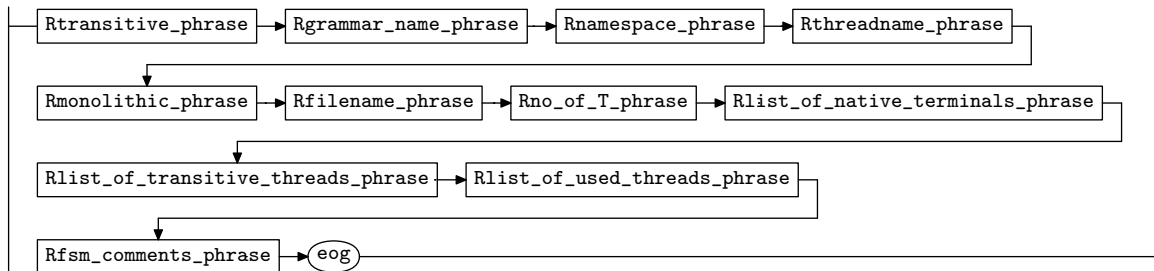 Rtransitive_phrase Rgrammar_name_phrase Rnamespace_phrase Rthreadname_phrase
Rmonolithic_phrase Rfilename_phrase Rno_of_T_phrase Rlist_of_native_terminals_phrase
Rlist_of_transitive_threads_phrase Rlist_of_used_threads_phrase
Rfsm_comments_phrase eog